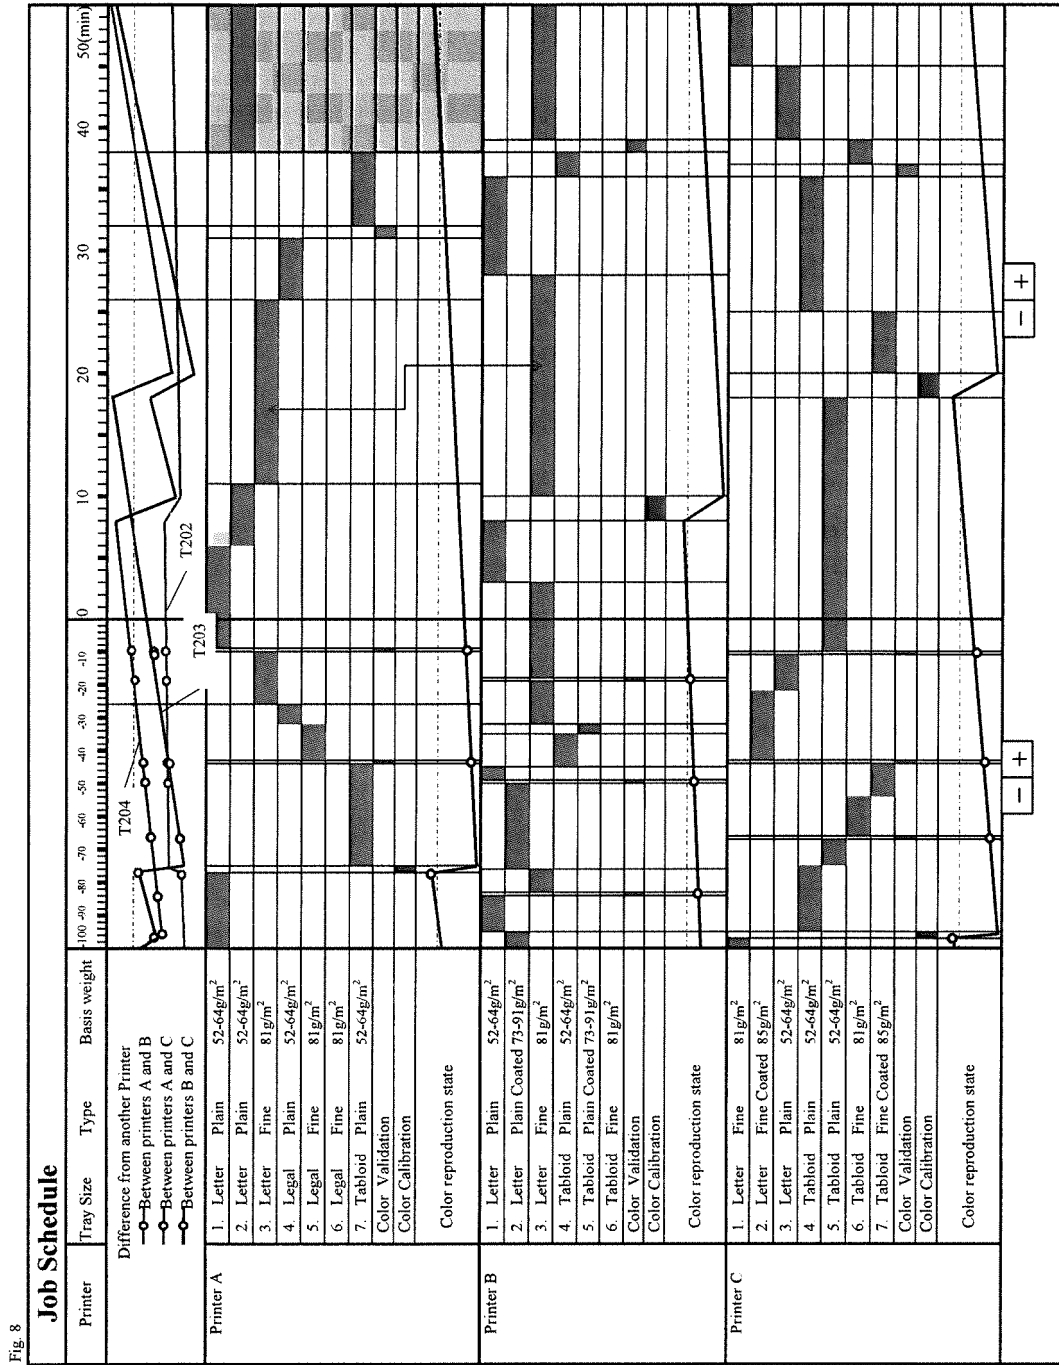 Fig. 8
Job Schedule
Printer Tray Size Type Basis weight -100 -90 -80 -70 -60 -50 -40 -30 -20 -10 0 10 20 30 40 50(min)
Difference from another Printer
Between printers A and B
Between printers A and C
Between printers B and C
T204
T203
T202
Printer A
1. Letter Plain 52-64g/m²
2. Letter Plain 52-64g/m²
3. Letter Fine 81g/m²
4. Legal Plain 52-64g/m²
5. Legal Fine 81g/m²
6. Legal Fine 81g/m²
7. Tabloid Plain 52-64g/m²
Color Validation
Color Calibration
Color reproduction state
Printer B
1. Letter Plain 52-64g/m²
2. Letter Plain Coated 73-91g/m²
3. Letter Fine 81g/m²
4. Tabloid Plain 52-64g/m²
5. Tabloid Plain Coated 73-91g/m²
6. Tabloid Fine 81g/m²
Color Validation
Color Calibration
Color reproduction state
Printer C
1. Letter Fine 81g/m²
2. Letter Fine Coated 85g/m²
3. Letter Plain 52-64g/m²
4. Tabloid Plain 52-64g/m²
5. Tabloid Plain 52-64g/m²
6. Tabloid Fine 81g/m²
7. Tabloid Fine Coated 85g/m²
Color Validation
Color Calibration
Color reproduction state
− + − +